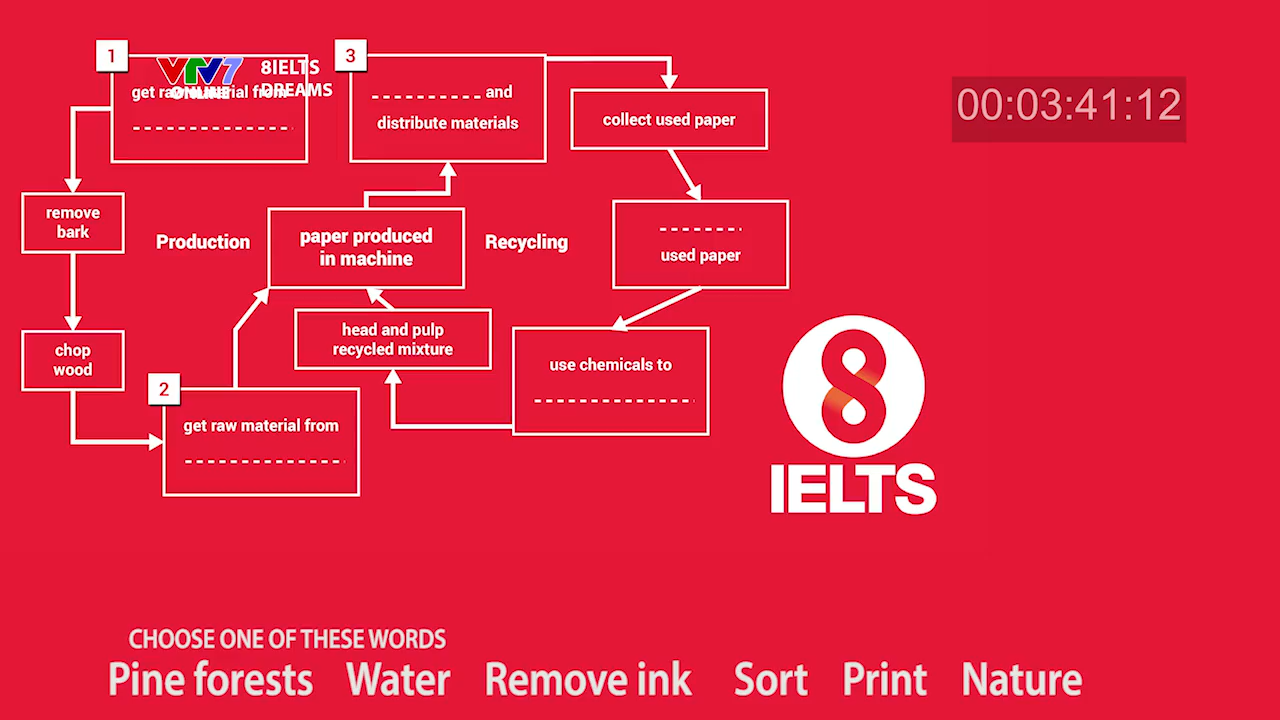 1
VTV7
ONLINE
8IELTS
DREAMS
get raw material from
3
and
distribute materials
collect used paper
00:03:41:12
remove
bark
Production
paper produced
in machine
Recycling
used paper
chop
wood
head and pulp
recycled mixture
use chemicals to
2
get raw material from
8
IELTS
CHOOSE ONE OF THESE WORDS
Pine forests Water Remove ink Sort Print Nature